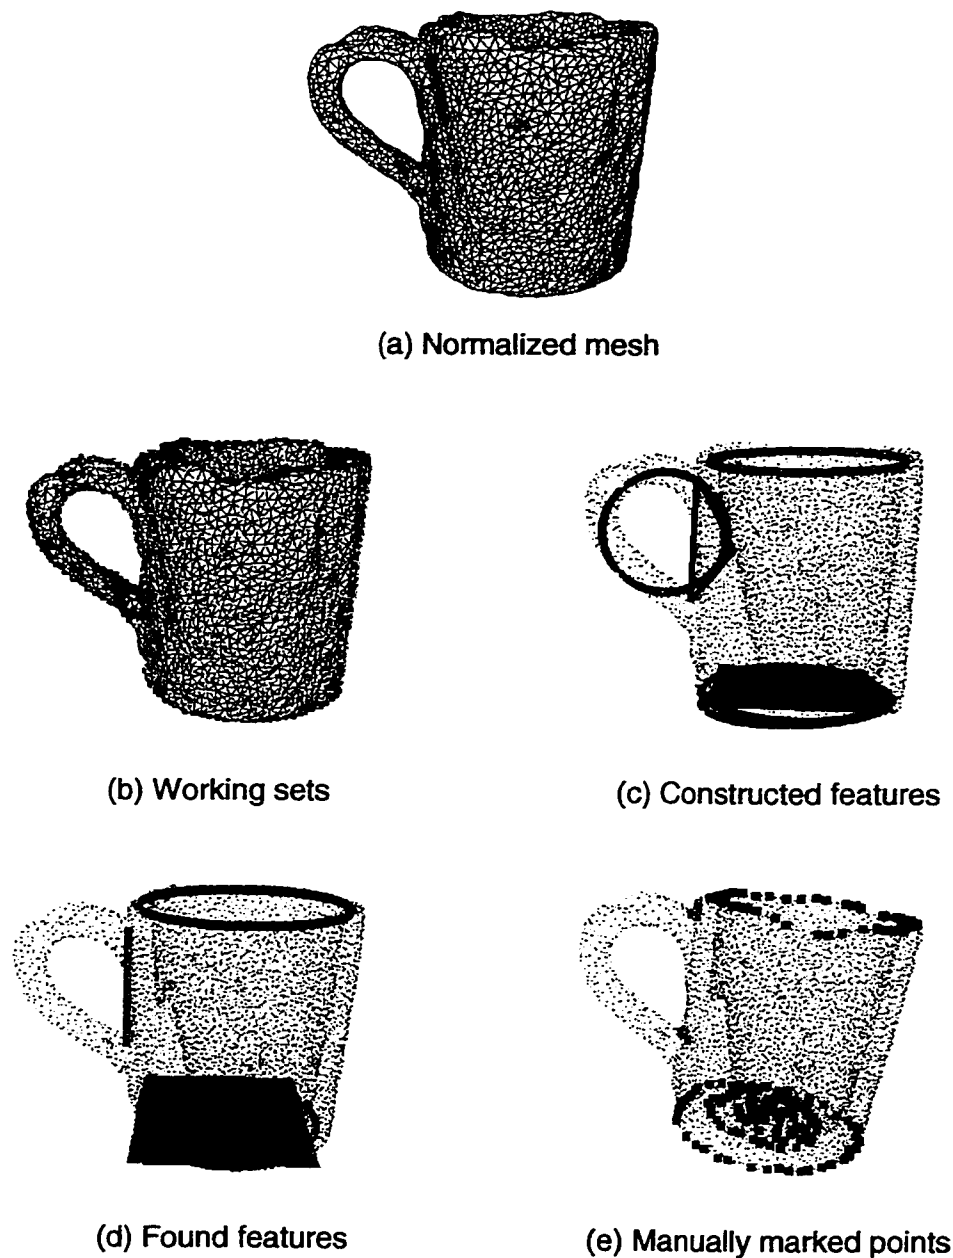 (a) Normalized mesh
(b) Working sets
(c) Constructed features
(d) Found features
(e) Manually marked points